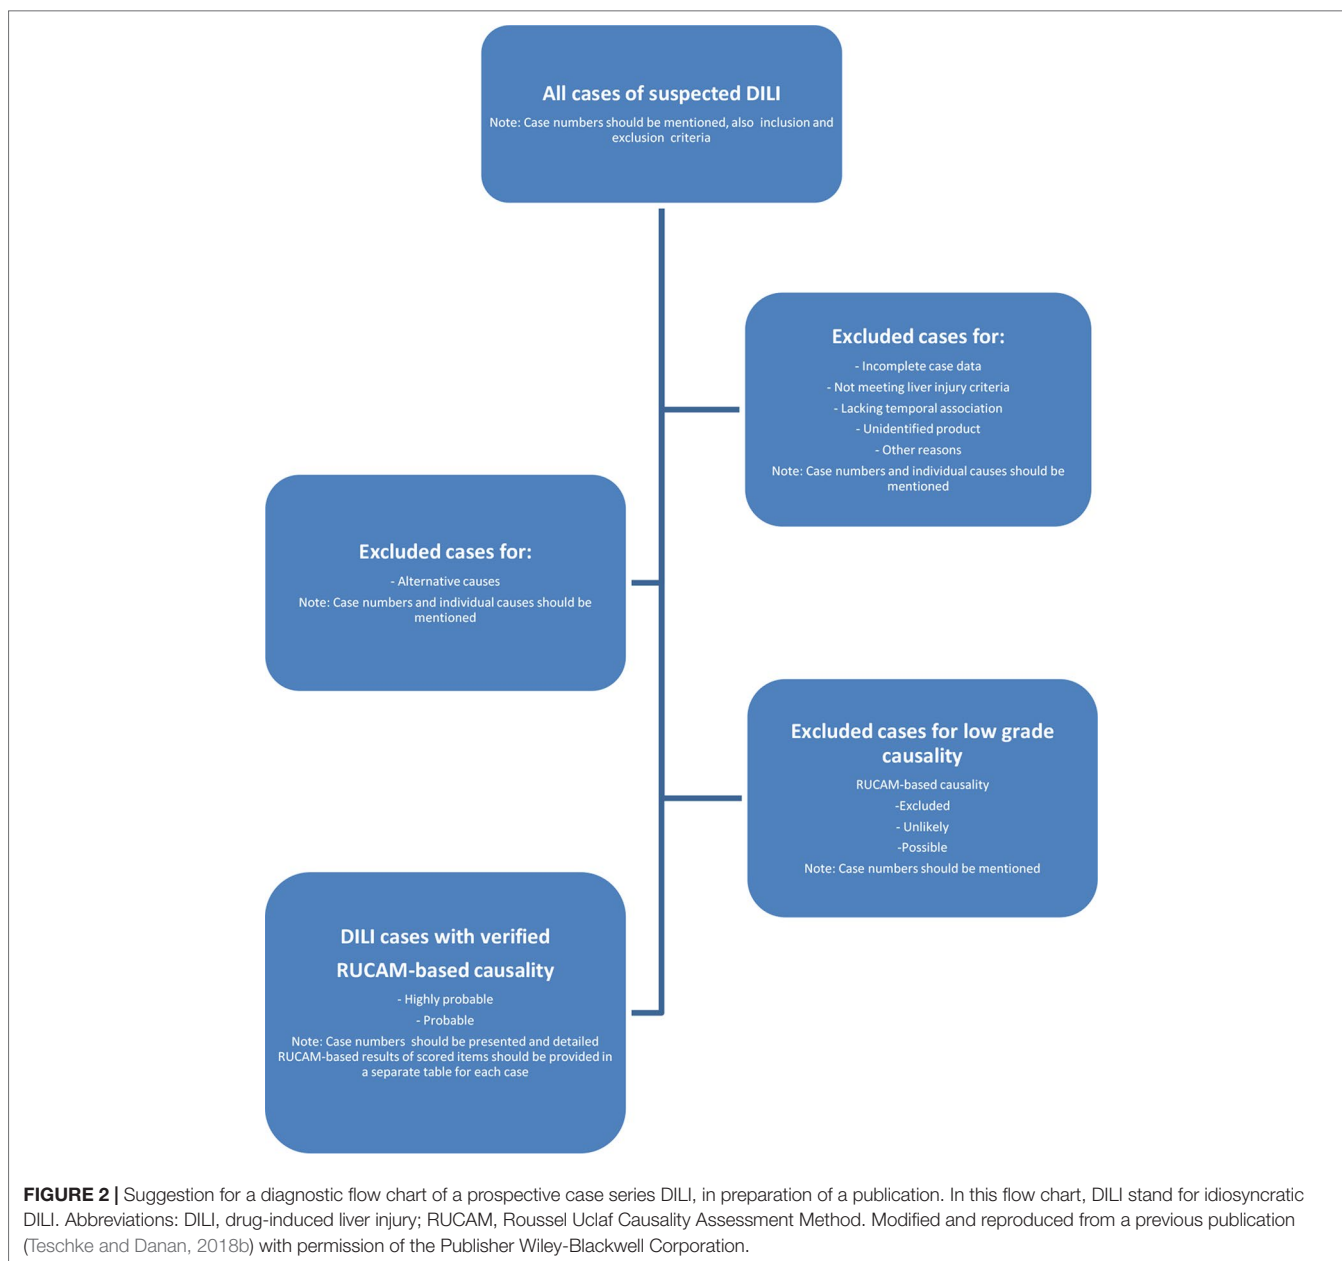 All cases of suspected DILI
Note: Case numbers should be mentioned, also inclusion and
exclusion criteria
Excluded cases for:
- Incomplete case data
- Not meeting liver injury criteria
- Lacking temporal association
- Unidentified product
- Other reasons
Note: Case numbers and individual causes should be
mentioned
Excluded cases for:
- Alternative causes
Note: Case numbers and individual causes should be
mentioned
Excluded cases for low grade
causality
RUCAM-based causality
-Excluded
- Unlikely
-Possible
Note: Case numbers should be mentioned
DILI cases with verified
RUCAM-based causality
- Highly probable
- Probable
Note: Case numbers should be presented and detailed
RUCAM-based results of scored items should be provided in
a separate table for each case
FIGURE 2 | Suggestion for a diagnostic flow chart of a prospective case series DILI, in preparation of a publication. In this flow chart, DILI stand for idiosyncratic
DILI. Abbreviations: DILI, drug-induced liver injury; RUCAM, Roussel Uclaf Causality Assessment Method. Modified and reproduced from a previous publication
(Teschke and Danan, 2018b) with permission of the Publisher Wiley-Blackwell Corporation.